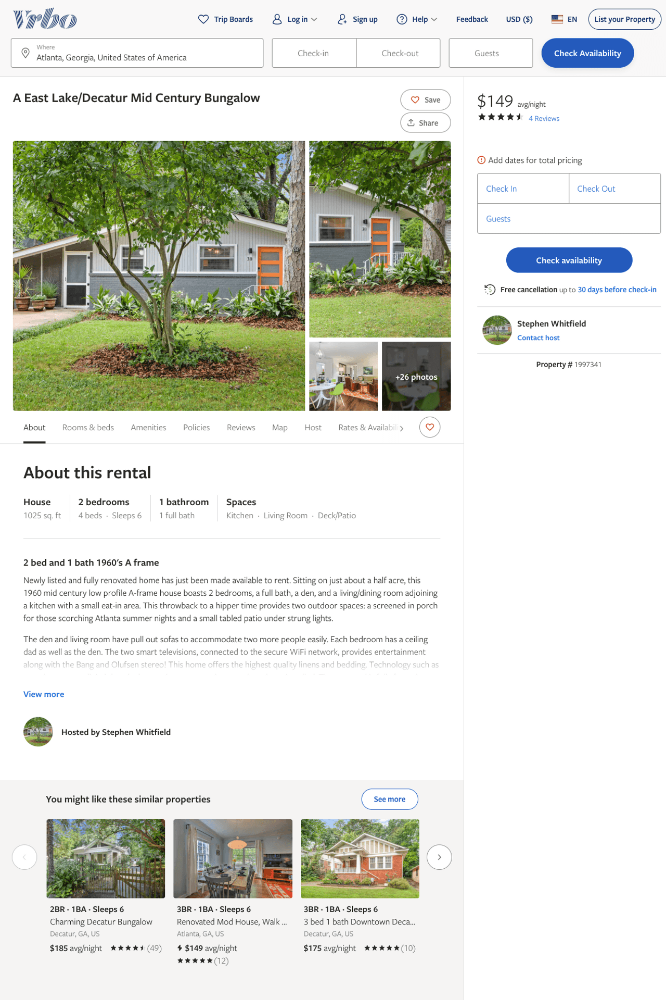 Vrbo
Trip Boards
Log in
Sign up
Help
Feedback
USD ($)
EN
List your Property
Where
Atlanta, Georgia, United States of America
Check-in
Check-out
Guests
Check Availability
A East Lake/Decatur Mid Century Bungalow
Save
Share
$149 avg/night
4 Reviews
Add dates for total pricing
Check In
Check Out
Guests
Check availability
Free cancellation up to 30 days before check-in
Stephen Whitfield
Contact host
Property # 1997341
30
30
+26 photos
About
Rooms & beds
Amenities
Policies
Reviews
Map
Host
Rates & Availabili
About this rental
House
1025 sq. ft
2 bedrooms
4 beds · Sleeps 6
1 bathroom
1 full bath
Spaces
Kitchen · Living Room · Deck/Patio
2 bed and 1 bath 1960's A frame
Newly listed and fully renovated home has just been made available to rent. Sitting on just about a half acre, this
1960 mid century low profile A-frame house boasts 2 bedrooms, a full bath, a den, and a living/dining room adjoining
a kitchen with a small eat-in area. This throwback to a hipper time provides two outdoor spaces: a screened in porch
for those scorching Atlanta summer nights and a small tabled patio under strung lights.
The den and living room have pull out sofas to accommodate two more people easily. Each bedroom has a ceiling
dad as well as the den. The two smart televisions, connected to the secure WiFi network, provides entertainment
along with the Bang and Olufsen stereo! This home offers the highest quality linens and bedding. Technology such as
View more
Hosted by Stephen Whitfield
You might like these similar properties
See more
2BR · 1BA · Sleeps 6
Charming Decatur Bungalow
Decatur, GA, US
$185 avg/night (49)
3BR · 1BA · Sleeps 6
Renovated Mod House, Walk ...
Atlanta, GA, US
$149 avg/night
(12)
3BR · 1BA · Sleeps 6
3 bed 1 bath Downtown Deca...
Decatur, GA, US
$175 avg/night (10)